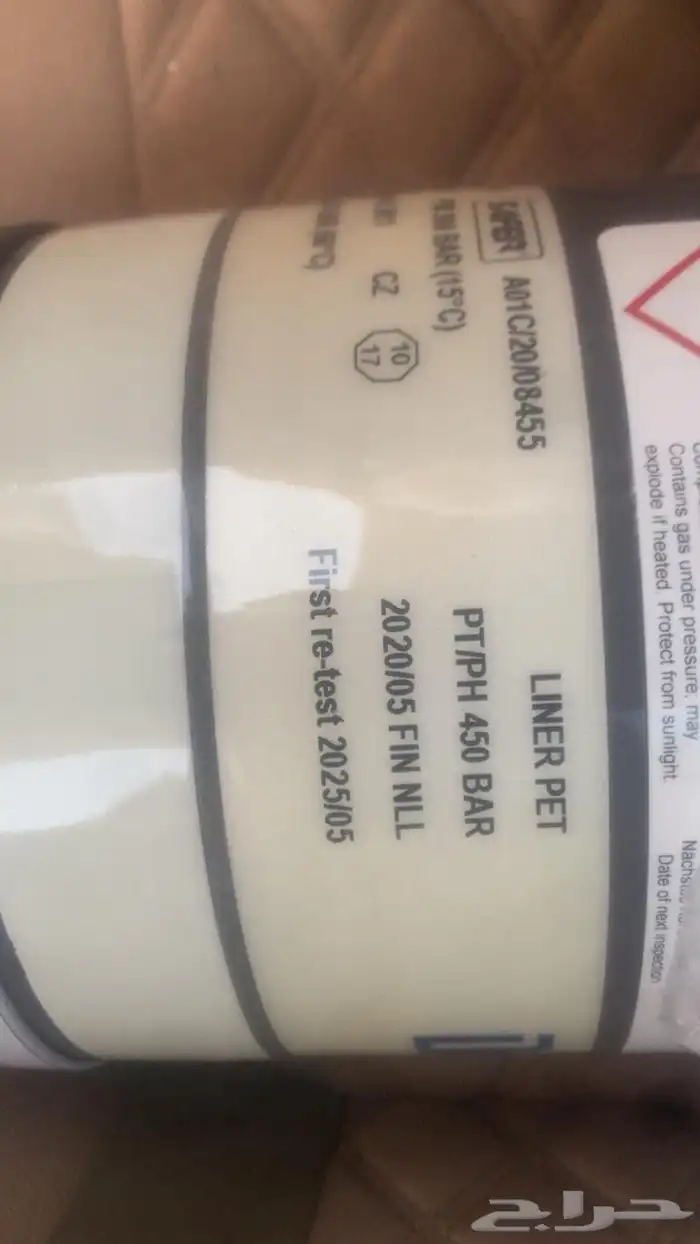 SAFER A01C/20/08455 LINER PET
BAR (15°C) PT/PH 450 BAR
CZ 10 17 2020/05 FIN NLL
First re-test 2025/05
Contains gas under pressure, may
explode if heated. Protect from sunlight.
Date of next inspection
حراج